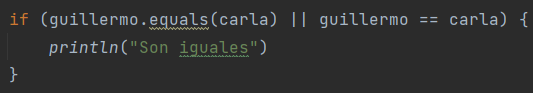 if (guillermo.equals(carla) || guillermo == carla) {
    println("Son iguales")
}